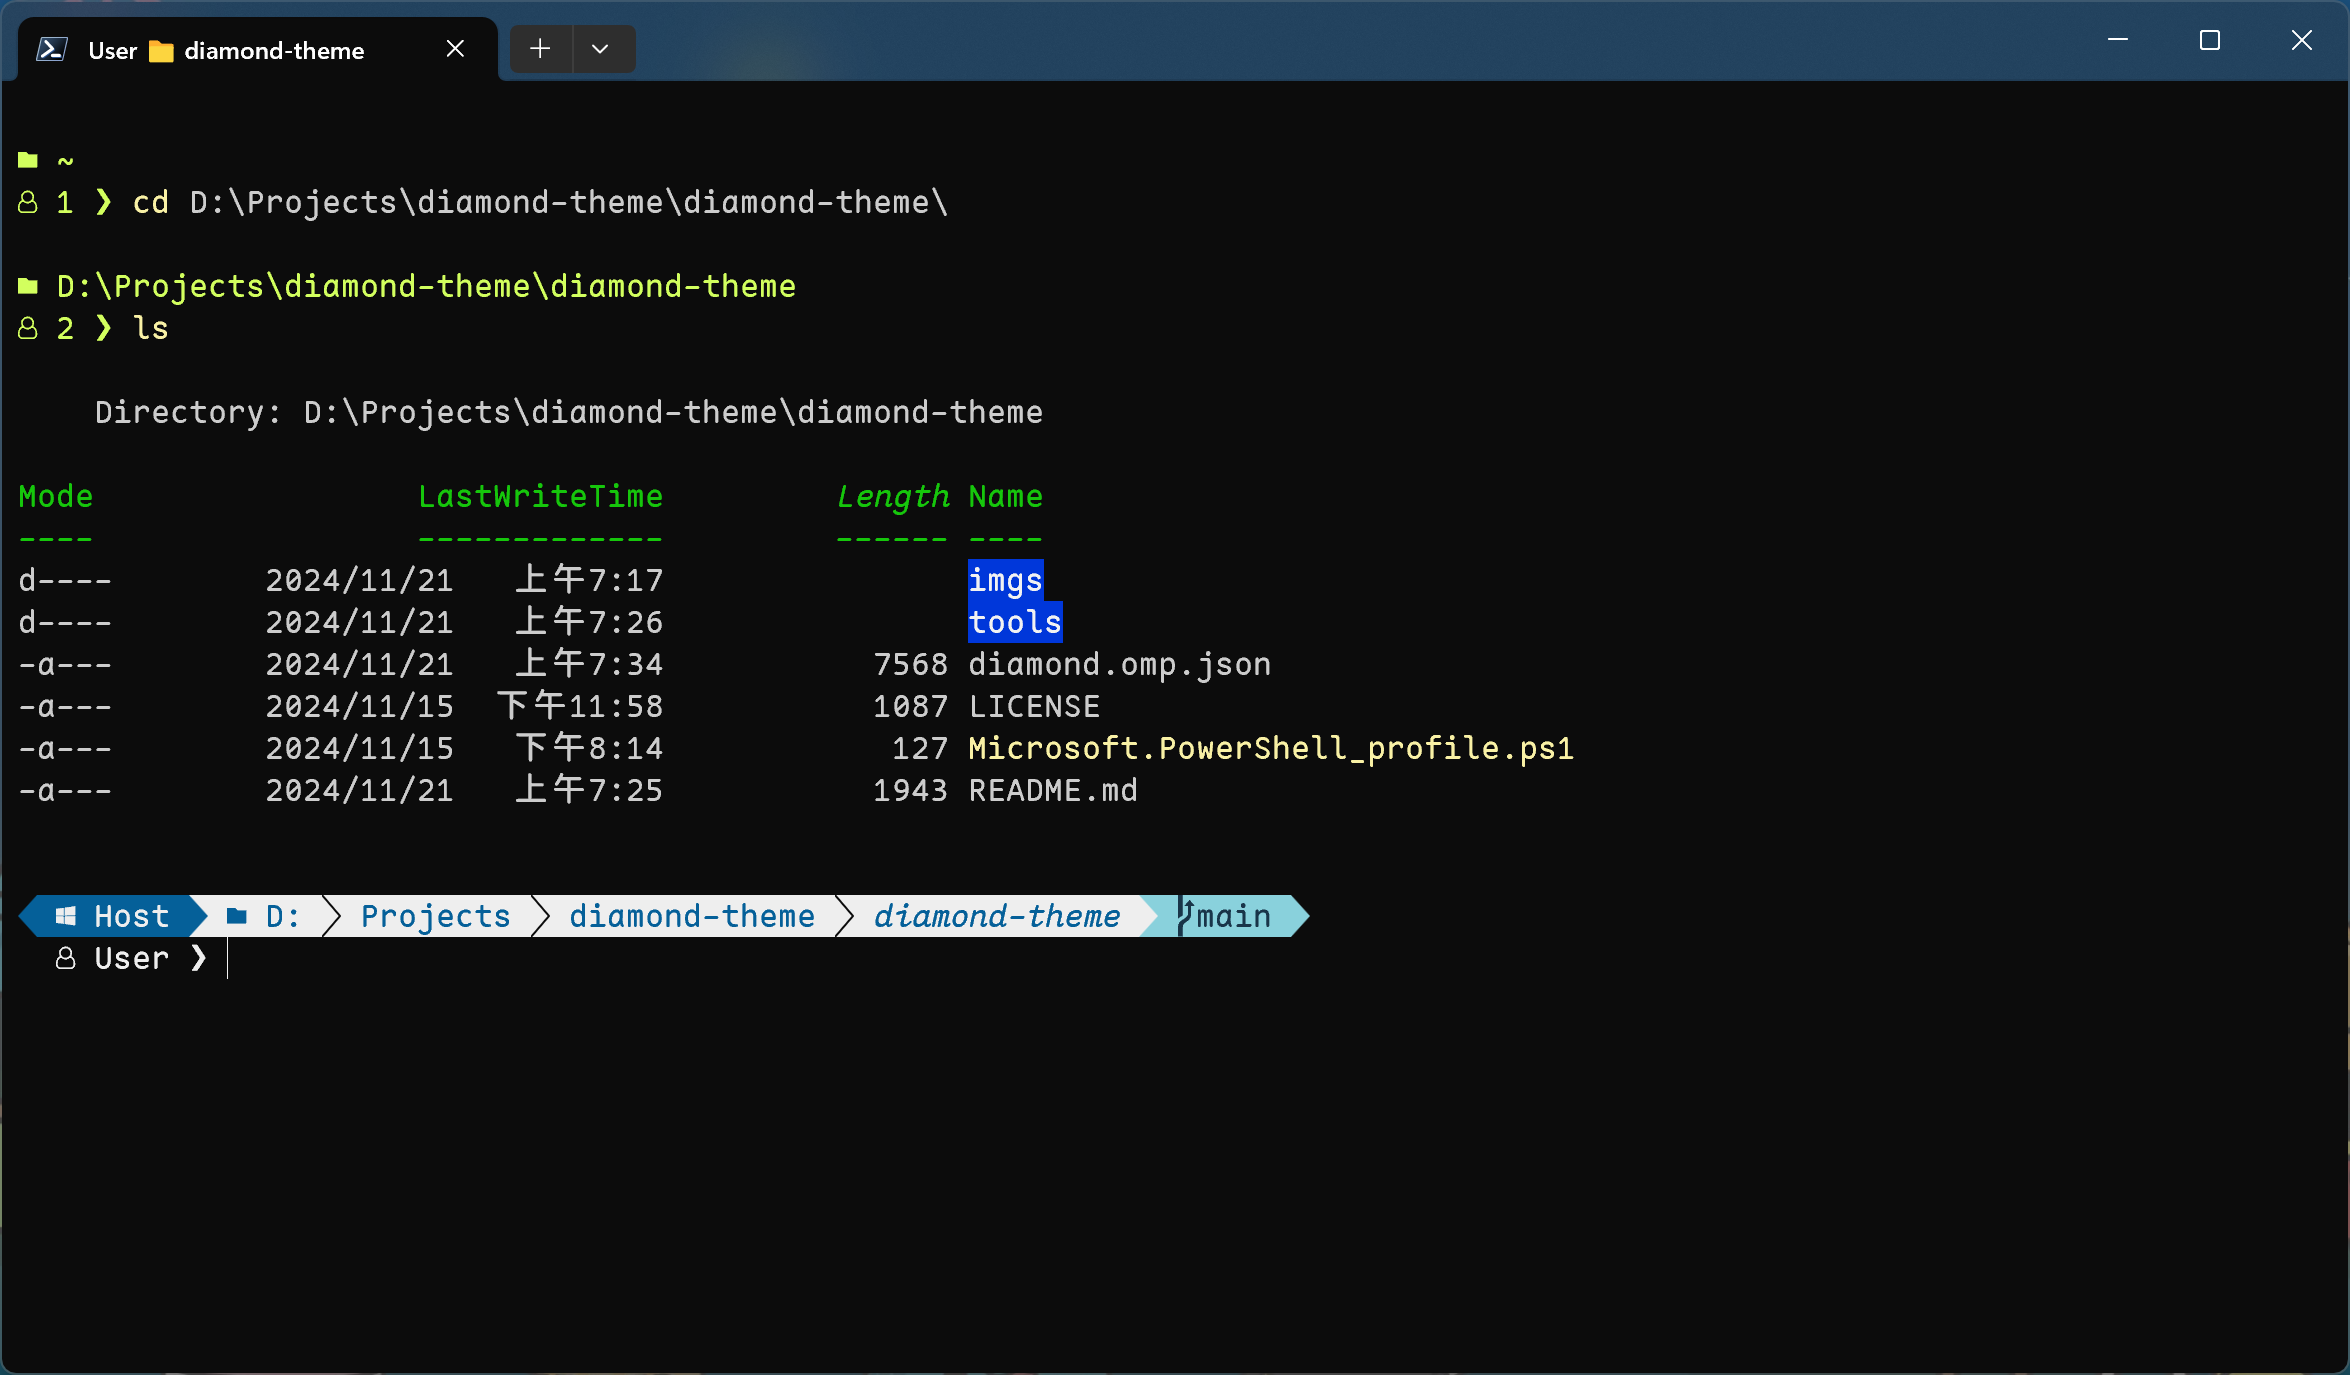 User diamond-theme
~
1 ❯ cd D:\Projects\diamond-theme\diamond-theme\
D:\Projects\diamond-theme\diamond-theme
2 ❯ ls
Directory: D:\Projects\diamond-theme\diamond-theme
Mode LastWriteTime Length Name
---- ------------- ------ ----
d---- 2024/11/21 上午7:17 imgs
d---- 2024/11/21 上午7:26 tools
-a--- 2024/11/21 上午7:34 7568 diamond.omp.json
-a--- 2024/11/15 下午11:58 1087 LICENSE
-a--- 2024/11/15 下午8:14 127 Microsoft.PowerShell_profile.ps1
-a--- 2024/11/21 上午7:25 1943 README.md
Host D: Projects diamond-theme diamond-theme main
User ❯